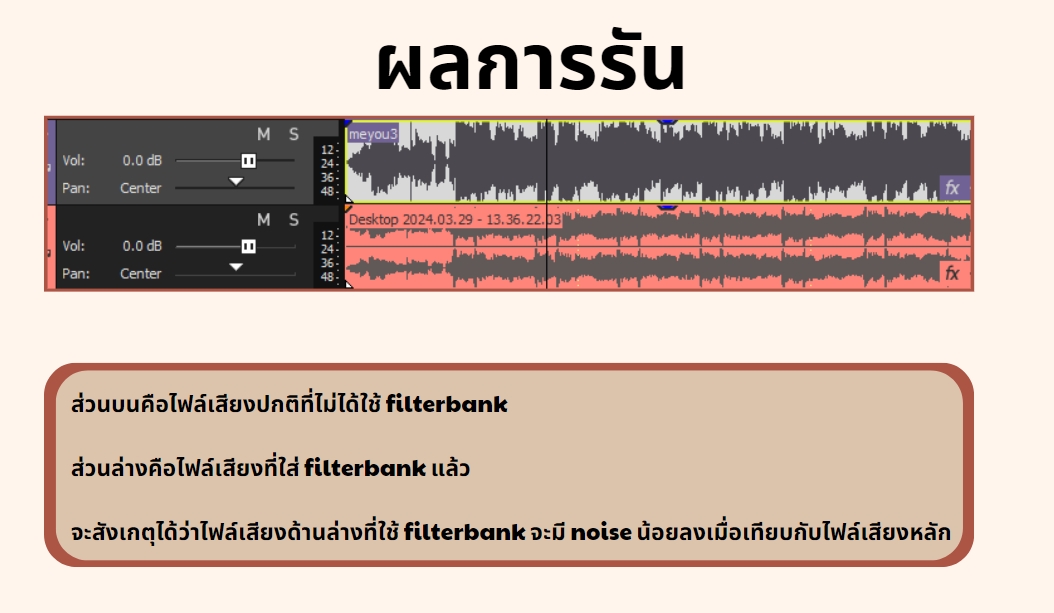 ผลการรัน
M S
meyou3
Vol: 0.0 dB
12
24
Pan: Center
36
48
fx
M S
Desktop 2024.03.29 - 13.36.22.03
Vol: 0.0 dB
12
24
Pan: Center
36
48
fx
ส่วนบนคือไฟล์เสียงปกติที่ไม่ได้ใช้ filterbank
ส่วนล่างคือไฟล์เสียงที่ใส่ filterbank แล้ว
จะสังเกตุได้ว่าไฟล์เสียงด้านล่างที่ใช้ filterbank จะมี noise น้อยลงเมื่อเทียบกับไฟล์เสียงหลัก